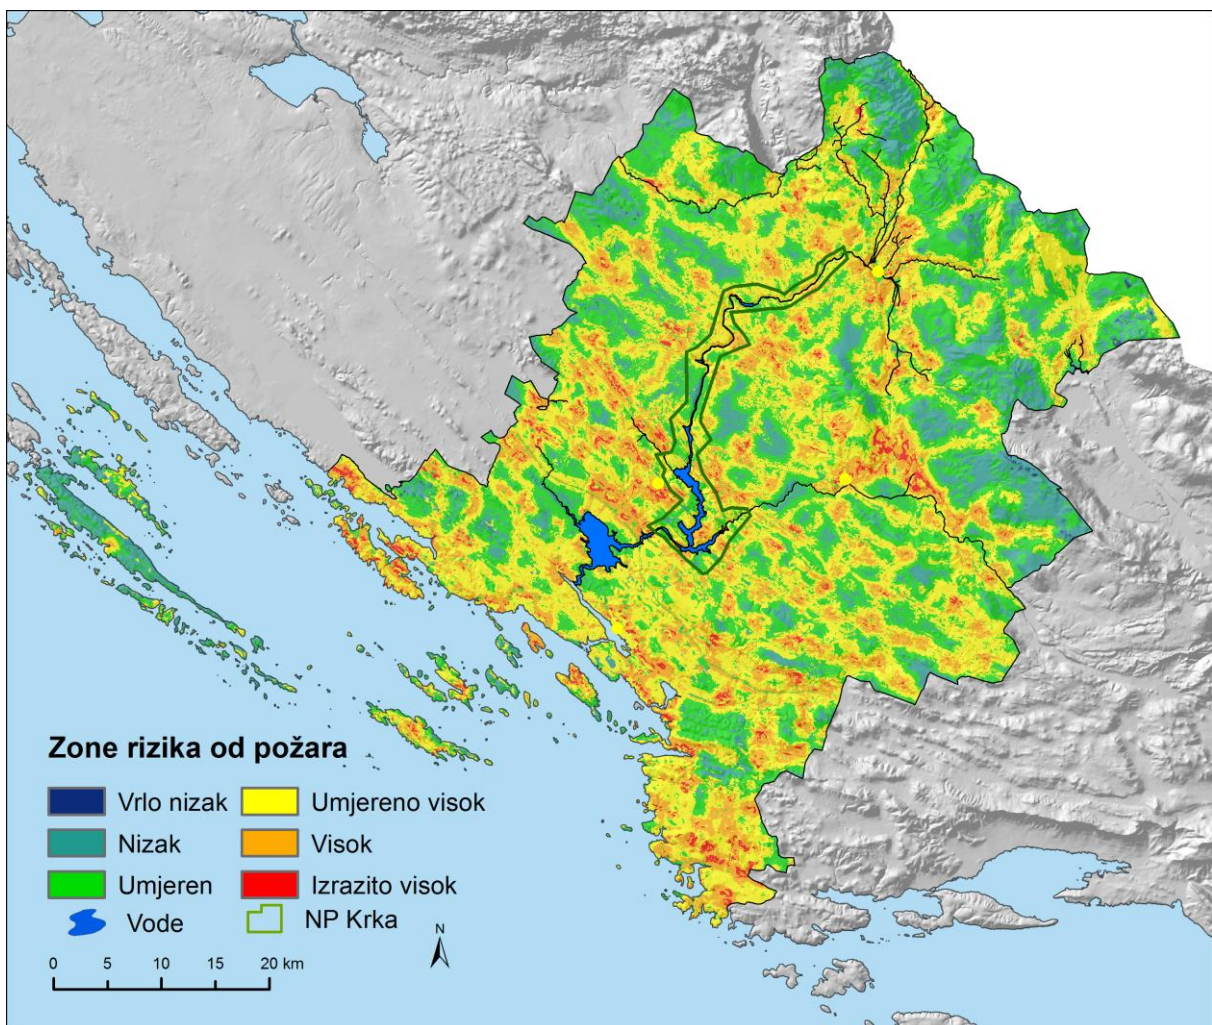 Zone rizika od požara
Vrlo nizak
Umjereno visok
Nizak
Visok
Umjeren
Izrazito visok
Vode
NP Krka
N
0 5 10 15 20 km